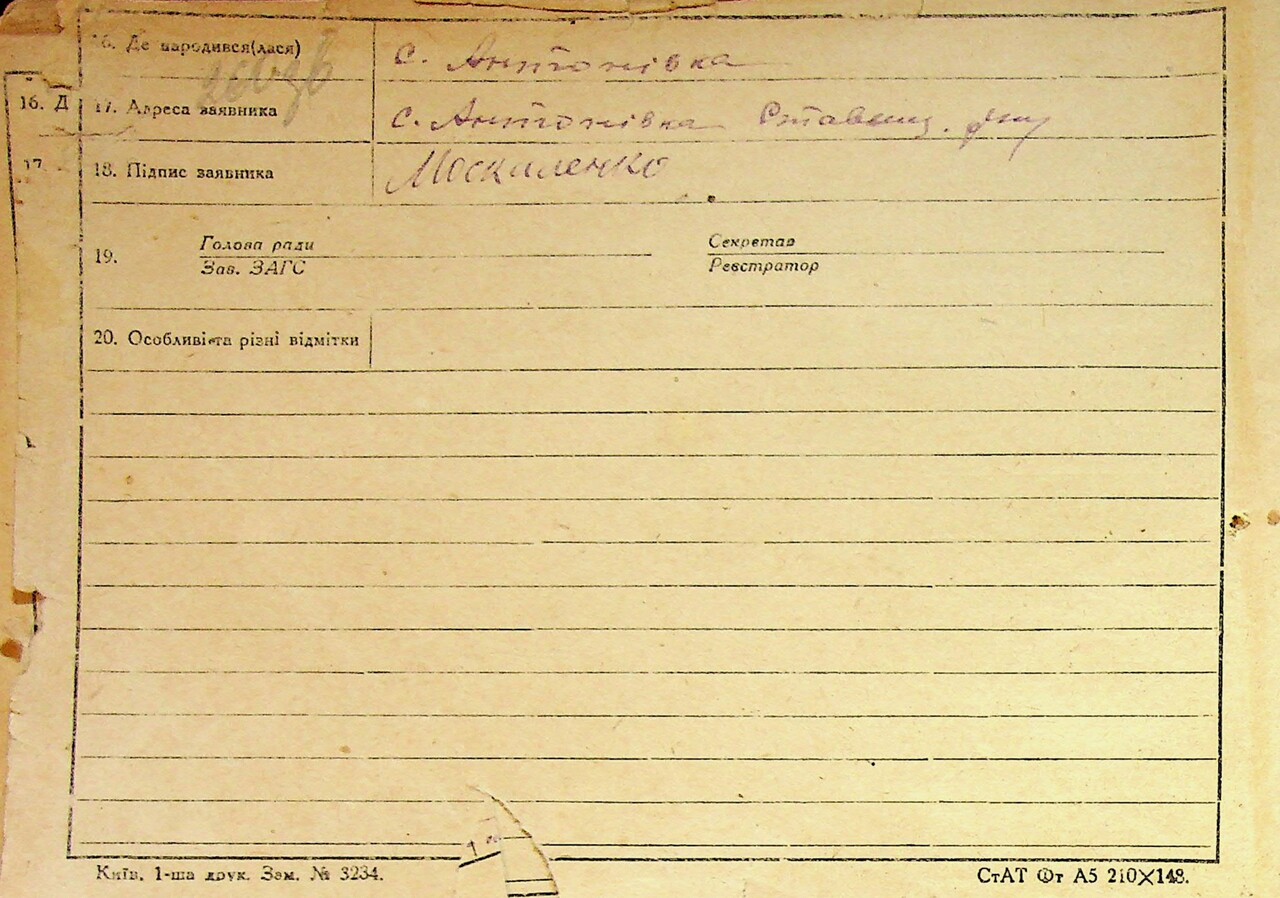 16. Де народився(лася) с. Антонівка
16. Д
17. Адреса заявника с. Антонівка Ставищ. р-ну
17
18. Підпис заявника Москаленко
19. Голова ради Секретар
Зав. ЗАГС Реєстратор
20. Особливі та різні відмітки
Київ, 1-ша друк. Зам. № 3234. СтАТ Фт А5 210×148.